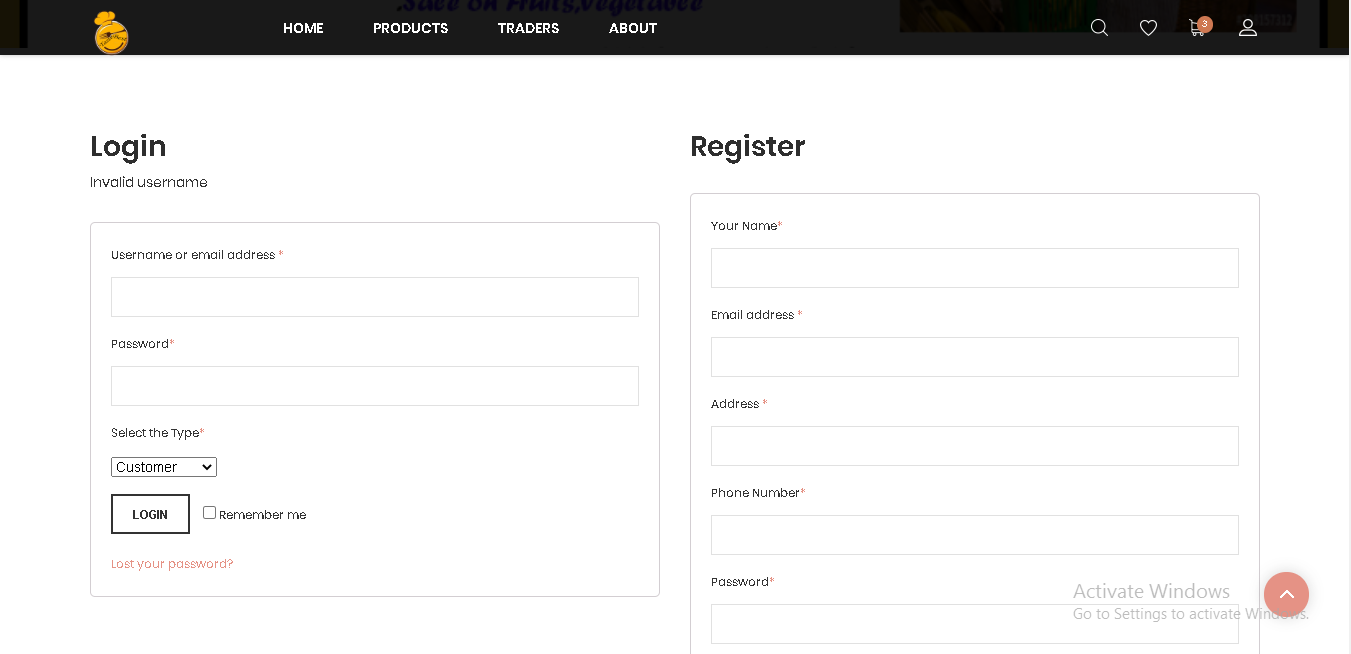 .Sale on Fruits,Vegetable
HOME PRODUCTS TRADERS ABOUT
3
Login
Invalid username
Username or email address *
Password*
Select the Type*
Customer
LOGIN Remember me
Lost your password?
Register
Your Name*
Email address *
Address *
Phone Number*
Password*
Activate Windows
Go to Settings to activate Windows.